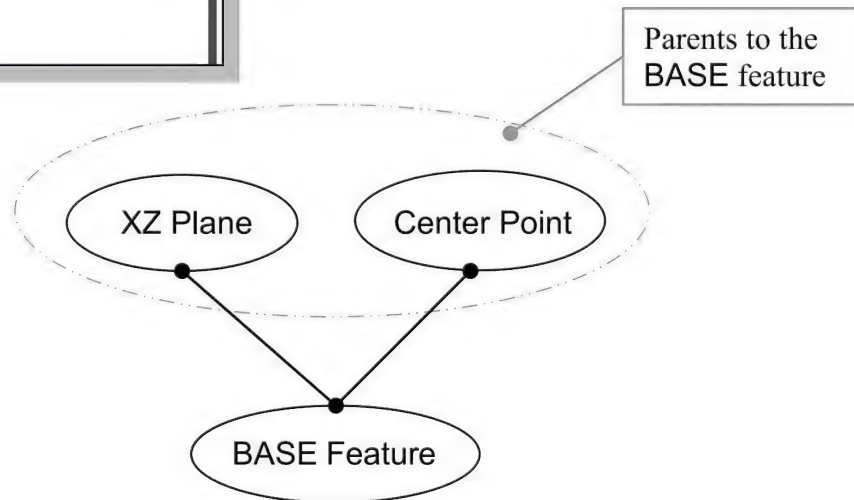 Parents to the
BASE feature
XZ Plane
Center Point
BASE Feature